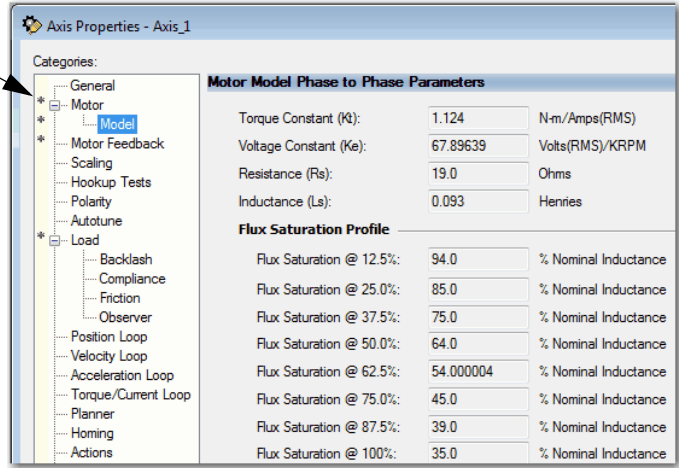 Axis Properties - Axis_1
Categories:
General
* Motor
* Model
* Motor Feedback
Scaling
Hookup Tests
Polarity
Autotune
* Load
Backlash
Compliance
Friction
Observer
Position Loop
Velocity Loop
Acceleration Loop
Torque/Current Loop
Planner
Homing
Actions
Motor Model Phase to Phase Parameters
Torque Constant (Kt): 1.124 N-m/Amps(RMS)
Voltage Constant (Ke): 67.89639 Volts(RMS)/KRPM
Resistance (Rs): 19.0 Ohms
Inductance (Ls): 0.093 Henries
Flux Saturation Profile
Flux Saturation @ 12.5%: 94.0 % Nominal Inductance
Flux Saturation @ 25.0%: 85.0 % Nominal Inductance
Flux Saturation @ 37.5%: 75.0 % Nominal Inductance
Flux Saturation @ 50.0%: 64.0 % Nominal Inductance
Flux Saturation @ 62.5%: 54.000004 % Nominal Inductance
Flux Saturation @ 75.0%: 45.0 % Nominal Inductance
Flux Saturation @ 87.5%: 39.0 % Nominal Inductance
Flux Saturation @ 100%: 35.0 % Nominal Inductance